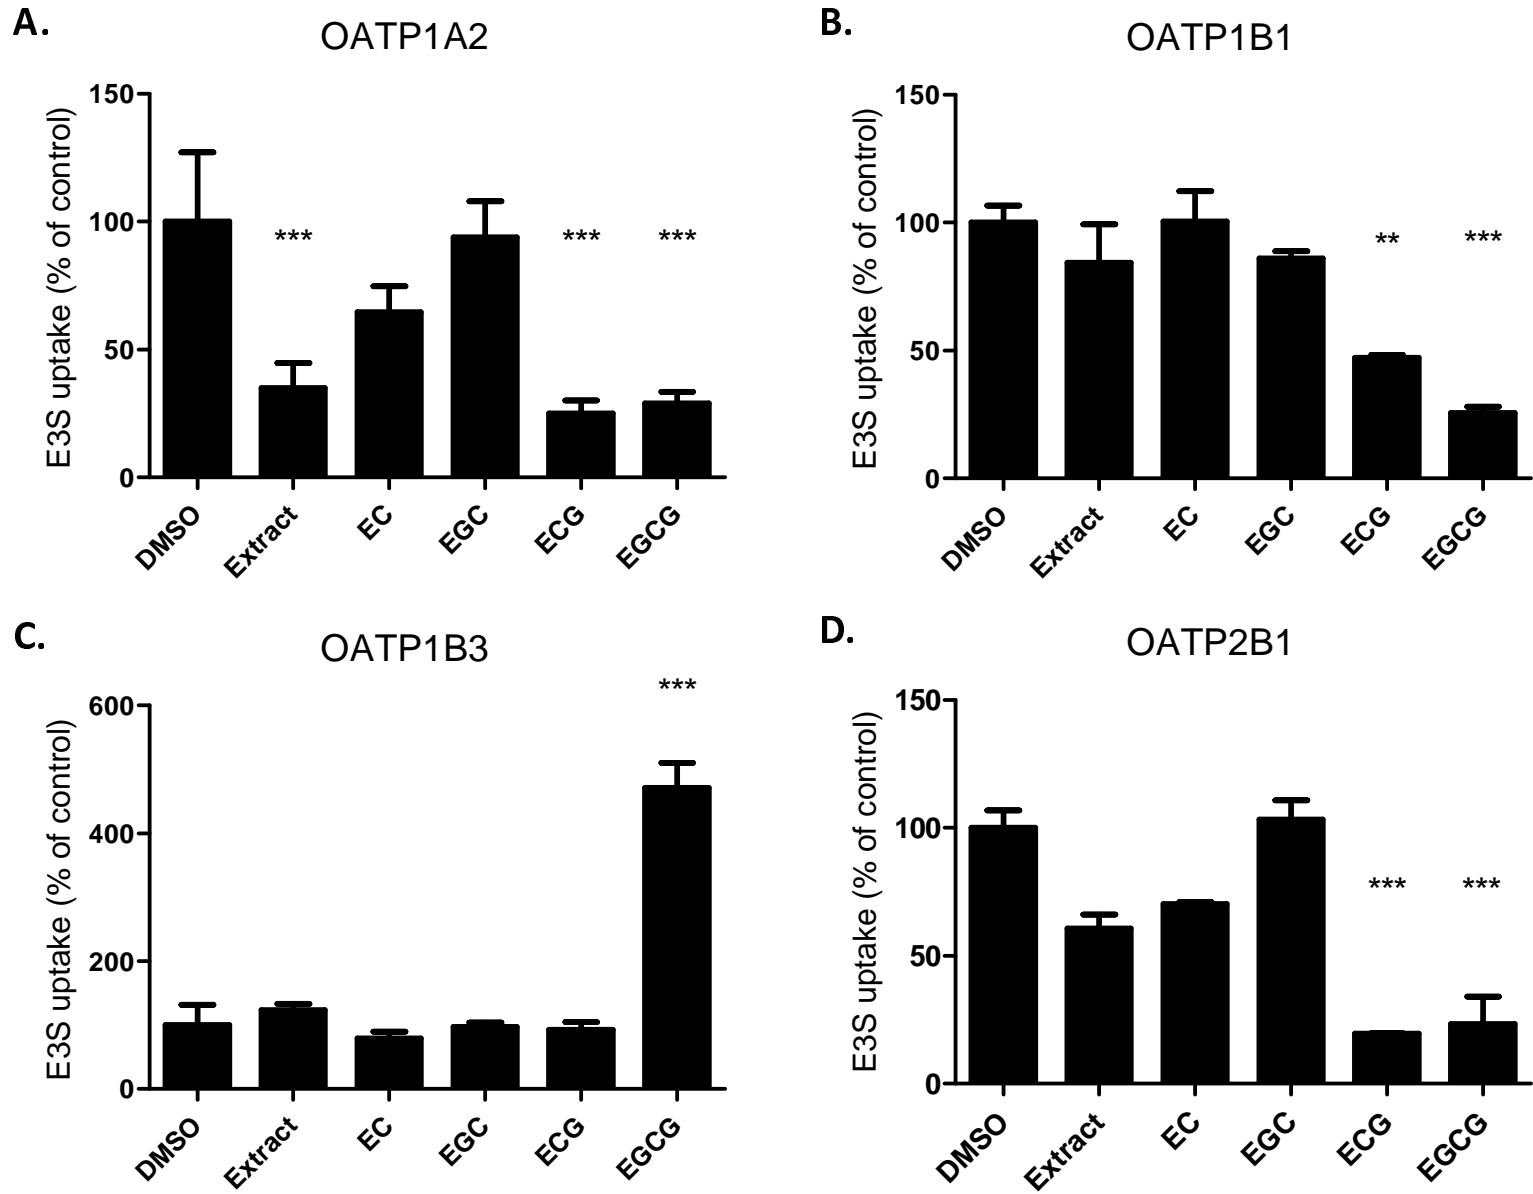 A.
OATP1A2
E3S uptake (% of control)
150
100
50
0
***
***
***
DMSO
Extract
EC
EGC
ECG
EGCG
B.
OATP1B1
E3S uptake (% of control)
150
100
50
0
**
***
DMSO
Extract
EC
EGC
ECG
EGCG
C.
OATP1B3
E3S uptake (% of control)
600
400
200
0
***
DMSO
Extract
EC
EGC
ECG
EGCG
D.
OATP2B1
E3S uptake (% of control)
150
100
50
0
***
***
DMSO
Extract
EC
EGC
ECG
EGCG